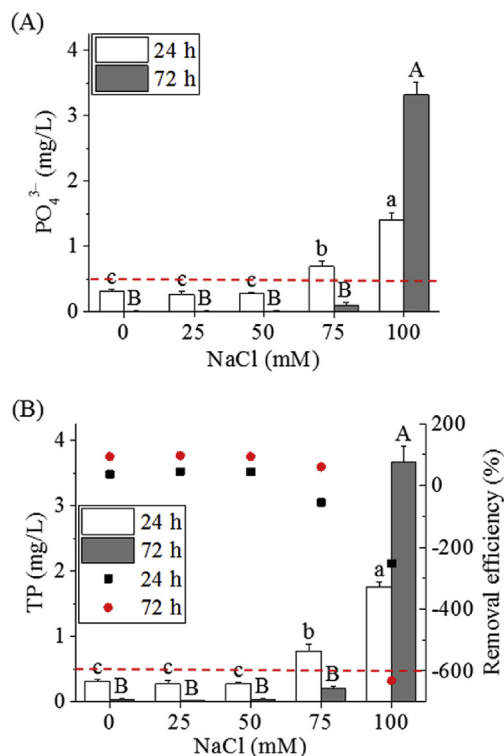 (A)
4
3
2
1
0
PO₄³⁻ (mg/L)
24 h
72 h
c B c B c B b B a A
0 25 50 75 100
NaCl (mM)
(B)
4
3
2
1
0
TP (mg/L)
24 h
72 h
24 h
72 h
c B c B c B b B a A
200
0
-200
-400
-600
Removal efficiency (%)
0 25 50 75 100
NaCl (mM)